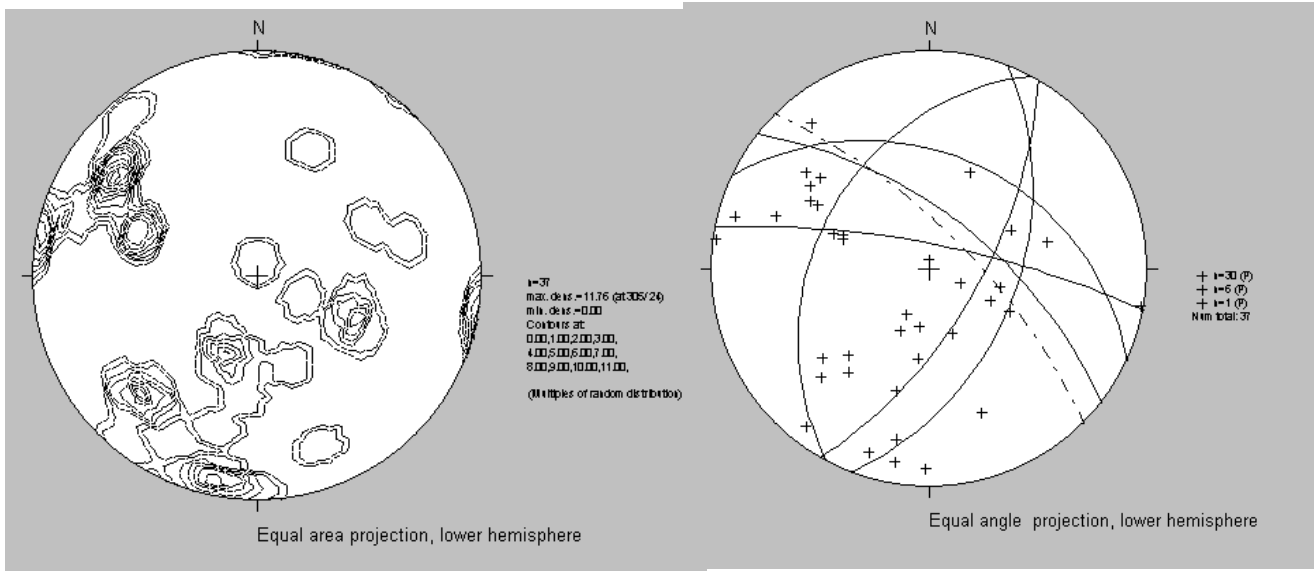 N
n=37
max. dens.=11.76 (at 305/24)
min. dens.=0.00
Contours at:
0.00,1.00,2.00,3.00,
4.00,5.00,6.00,7.00,
8.00,9.00,10.00,11.00,
(Multiples of random distribution)
Equal area projection, lower hemisphere
N
n=30 (P)
n=6 (P)
n=1 (P)
Num total: 37
Equal angle projection, lower hemisphere